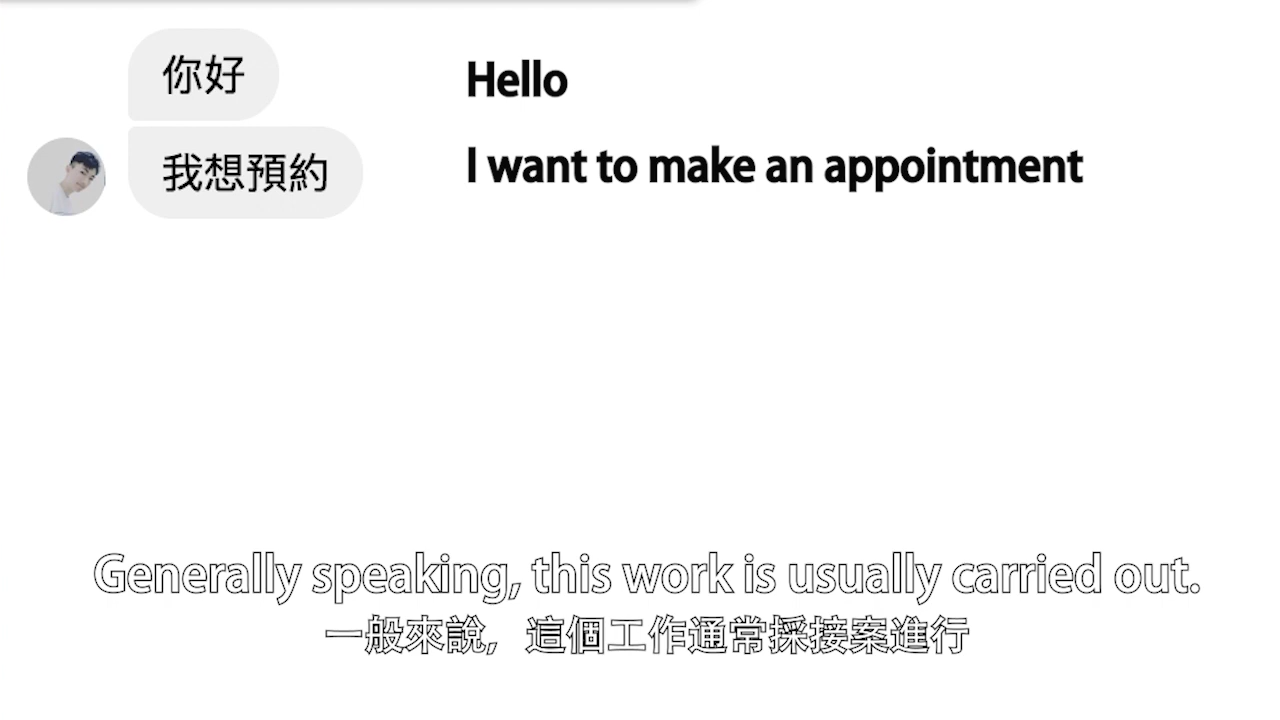 你好
Hello
我想預約
I want to make an appointment
Generally speaking, this work is usually carried out.
一般來說，這個工作通常採接案進行